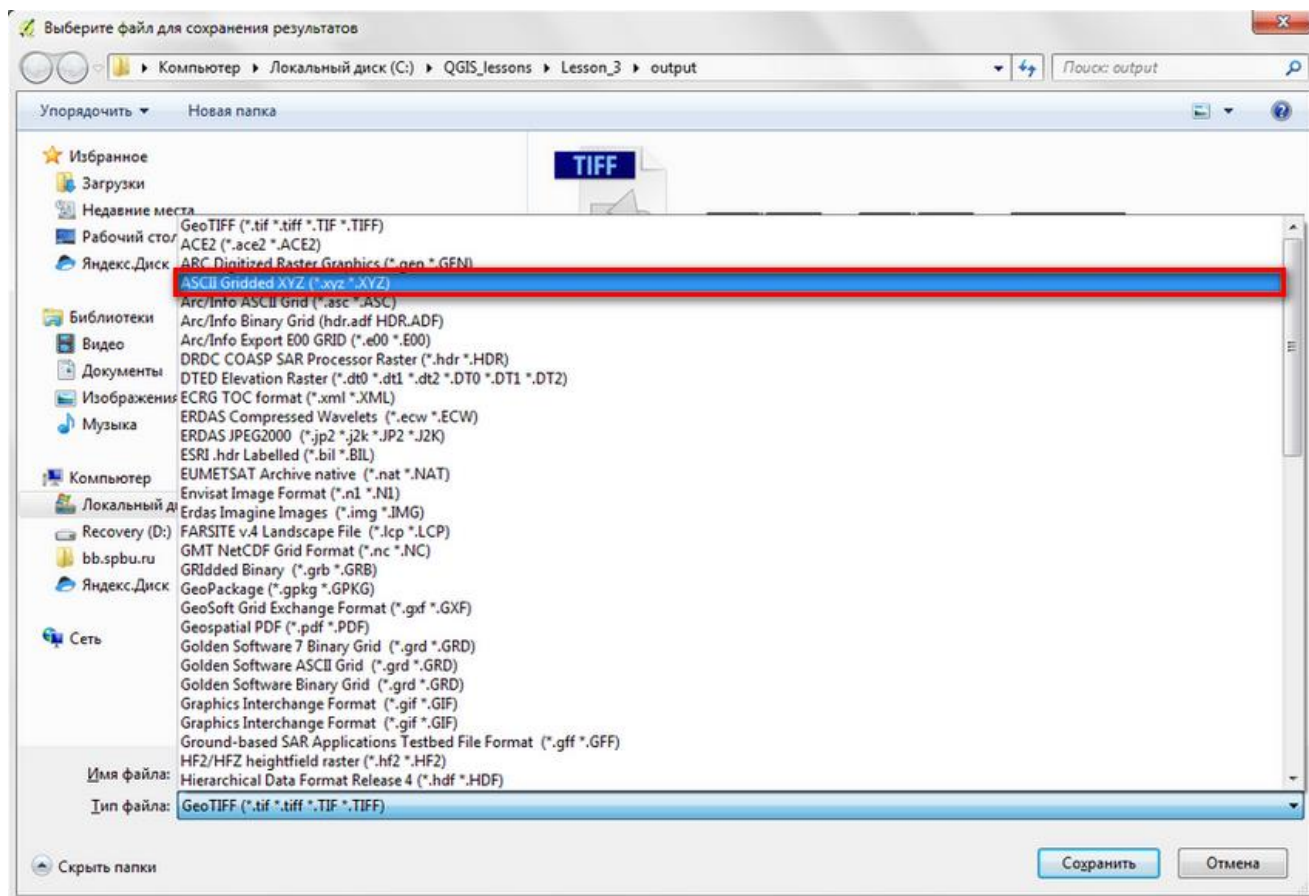 Выберите файл для сохранения результатов
Компьютер Локальный диск (C:) QGIS_lessons Lesson_3 output
Поиск: output
Упорядочить
Новая папка
Избранное
Загрузки
Недавние места
Рабочий стол
Яндекс.Диск
Библиотеки
Видео
Документы
Изображения
Музыка
Компьютер
Локальный
Recovery (D:)
bb.spbu.ru
Яндекс.Диск
Сеть
TIFF
GeoTIFF (*.tif *.tiff *.TIF *.TIFF)
ACE2 (*.ace2 *.ACE2)
ARC Digitized Raster Graphics (*.gen *.GEN)
ASCII Gridded XYZ (*.xyz *.XYZ)
Arc/Info ASCII Grid (*.asc *.ASC)
Arc/Info Binary Grid (hdr.adf HDR.ADF)
Arc/Info Export E00 GRID (*.e00 *.E00)
DRDC COASP SAR Processor Raster (*.hdr *.HDR)
DTED Elevation Raster (*.dt0 *.dt1 *.dt2 *.DT0 *.DT1 *.DT2)
ECRG TOC format (*.xml *.XML)
ERDAS Compressed Wavelets (*.ecw *.ECW)
ERDAS JPEG2000 (*.jp2 *.j2k *.JP2 *.J2K)
ESRI .hdr Labelled (*.bil *.BIL)
EUMETSAT Archive native (*.nat *.NAT)
Envisat Image Format (*.n1 *.N1)
Erdas Imagine Images (*.img *.IMG)
FARSITE v.4 Landscape File (*.lcp *.LCP)
GMT NetCDF Grid Format (*.nc *.NC)
GRIdded Binary (*.grb *.GRB)
GeoPackage (*.gpkg *.GPKG)
GeoSoft Grid Exchange Format (*.gxf *.GXF)
Geospatial PDF (*.pdf *.PDF)
Golden Software 7 Binary Grid (*.grd *.GRD)
Golden Software ASCII Grid (*.grd *.GRD)
Golden Software Binary Grid (*.grd *.GRD)
Graphics Interchange Format (*.gif *.GIF)
Graphics Interchange Format (*.gif *.GIF)
Ground-based SAR Applications Testbed File Format (*.gff *.GFF)
HF2/HFZ heightfield raster (*.hf2 *.HF2)
Hierarchical Data Format Release 4 (*.hdf *.HDF)
Имя файла:
Тип файла: GeoTIFF (*.tif *.tiff *.TIF *.TIFF)
Скрыть папки
Сохранить
Отмена